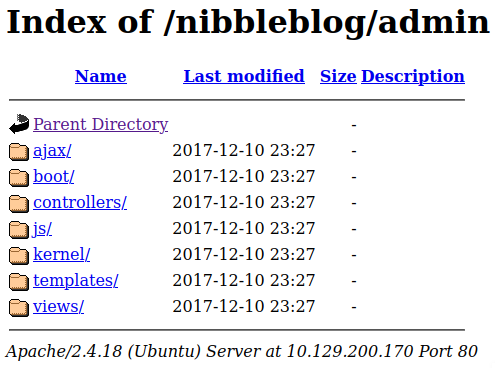 Index of /nibbleblog/admin
Name Last modified Size Description
Parent Directory -
ajax/ 2017-12-10 23:27 -
boot/ 2017-12-10 23:27 -
controllers/ 2017-12-10 23:27 -
js/ 2017-12-10 23:27 -
kernel/ 2017-12-10 23:27 -
templates/ 2017-12-10 23:27 -
views/ 2017-12-10 23:27 -
Apache/2.4.18 (Ubuntu) Server at 10.129.200.170 Port 80